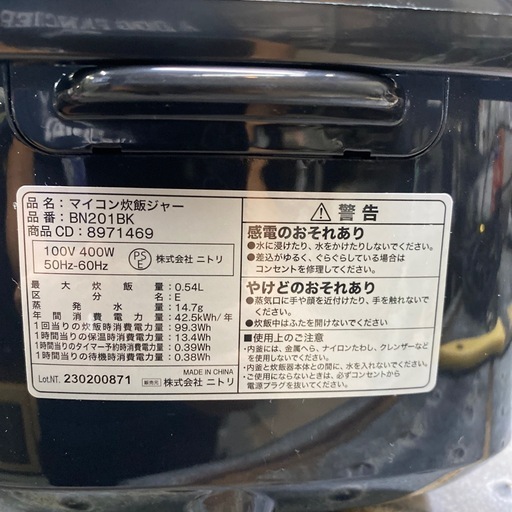 品 名：マイコン炊飯ジャー
品 番：BN201BK
商品CD：8971469
100V 400W
50Hz-60Hz
PS
E
株式会社 ニトリ
最大炊飯量：0.54L
区分名：E
蒸発水量：14.7g
年間消費電力量：42.5kWh/年
1回当りの炊飯時消費電力量：99.3Wh
1時間当りの保温時消費電力量：13.4Wh
1時間当りのタイマー予約時消費電力量：0.39Wh
1時間当りの待機時消費電力量：0.38Wh
MADE IN CHINA
Lot.NT. 230200871
販売元 株式会社 ニトリ
警告
感電のおそれあり
●水に浸けたり、水をかけたりしないでください。
●差込がゆるく、ぐらぐらしている場合は
コンセントを修理してください。
やけどのおそれあり
●蒸気口に手や顔を近付けたり、手を触れない
でください。
●炊飯中はふたを開けないでください
■使用上のご注意
・内釜には、金属へら、ナイロンたわし、クレンザーなど
を使用しないでください。
・内釜と炊飯器本体との間に、水を入れないでください。
・ご使用にならないときは、必ずコンセントから
電源プラグを抜いてください。